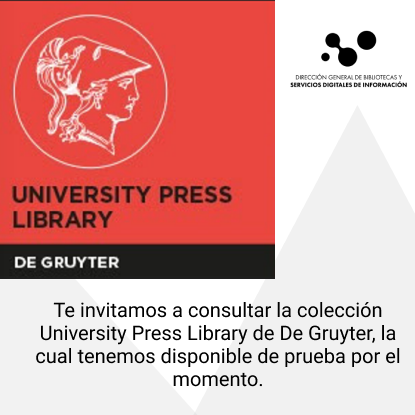 DIRECCIÓN GENERAL DE BIBLIOTECAS Y
SERVICIOS DIGITALES DE INFORMACIÓN
UNIVERSITY PRESS
LIBRARY
DE GRUYTER
Te invitamos a consultar la colección
University Press Library de De Gruyter, la
cual tenemos disponible de prueba por el
momento.